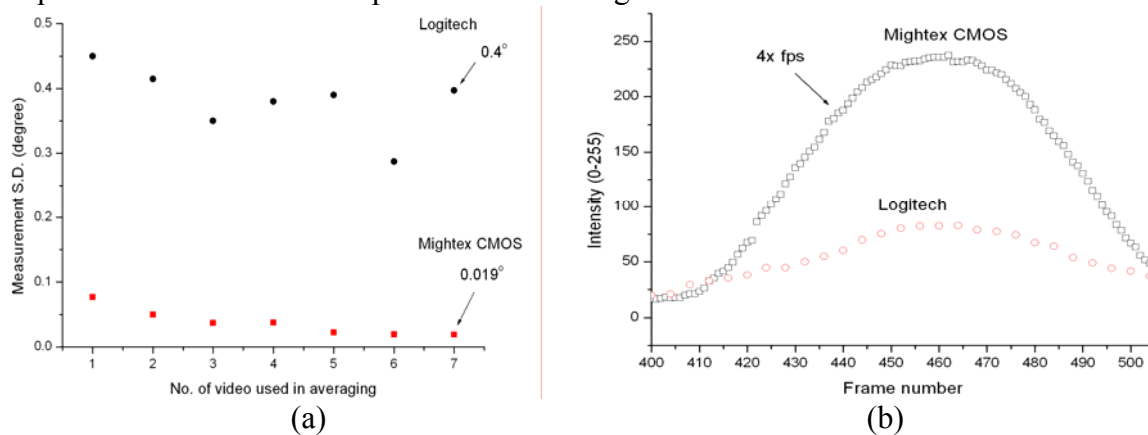 0.5
0.4
0.3
0.2
0.1
0.0
Measurement S.D. (degree)
Logitech
0.4°
Mightex CMOS
0.019°
1 2 3 4 5 6 7
No. of video used in averaging
(a)
250
200
150
100
50
0
Intensity (0-255)
Mightex CMOS
4x fps
Logitech
400 410 420 430 440 450 460 470 480 490 500
Frame number
(b)